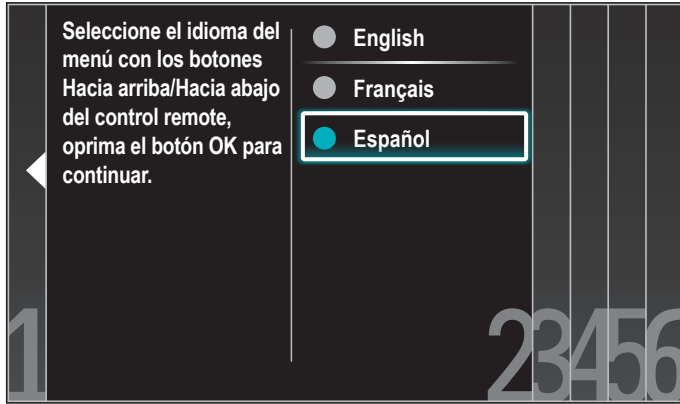 Seleccione el idioma del
menú con los botones
Hacia arriba/Hacia abajo
del control remote,
oprima el botón OK para
continuar.
English
Français
Español
1
2
3
4
5
6